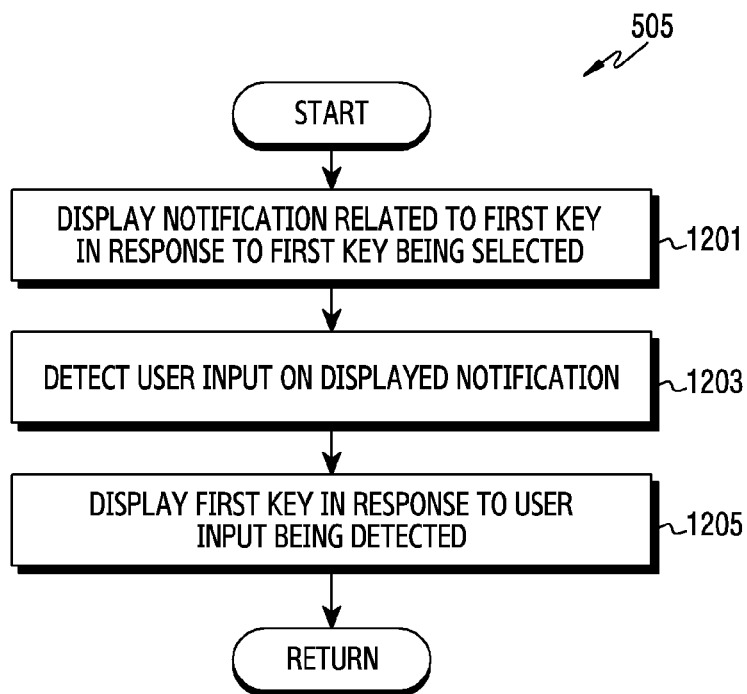 505
START
DISPLAY NOTIFICATION RELATED TO FIRST KEY
IN RESPONSE TO FIRST KEY BEING SELECTED
1201
DETECT USER INPUT ON DISPLAYED NOTIFICATION
1203
DISPLAY FIRST KEY IN RESPONSE TO USER
INPUT BEING DETECTED
1205
RETURN